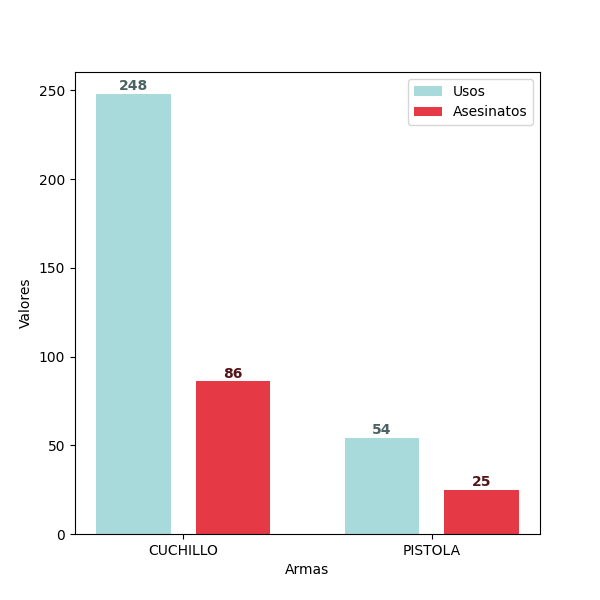 248
Usos
Asesinatos
250
200
150
100
50
0
86
54
25
Valores
CUCHILLO
PISTOLA
Armas